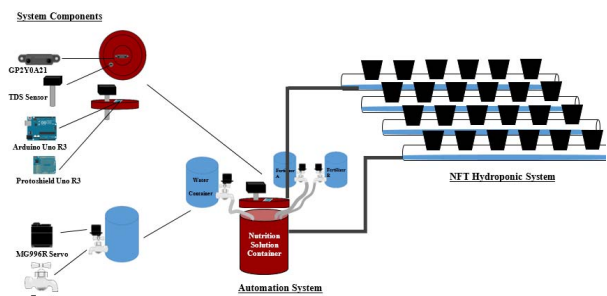 System Components
GP2Y0A21
TDS Sensor
Arduino Uno R3
Protoshield Uno R3
MG996R Servo
Water
Container
Fertilizer
A
Fertilizer
B
Nutrition
Solution
Container
Automation System
NFT Hydroponic System